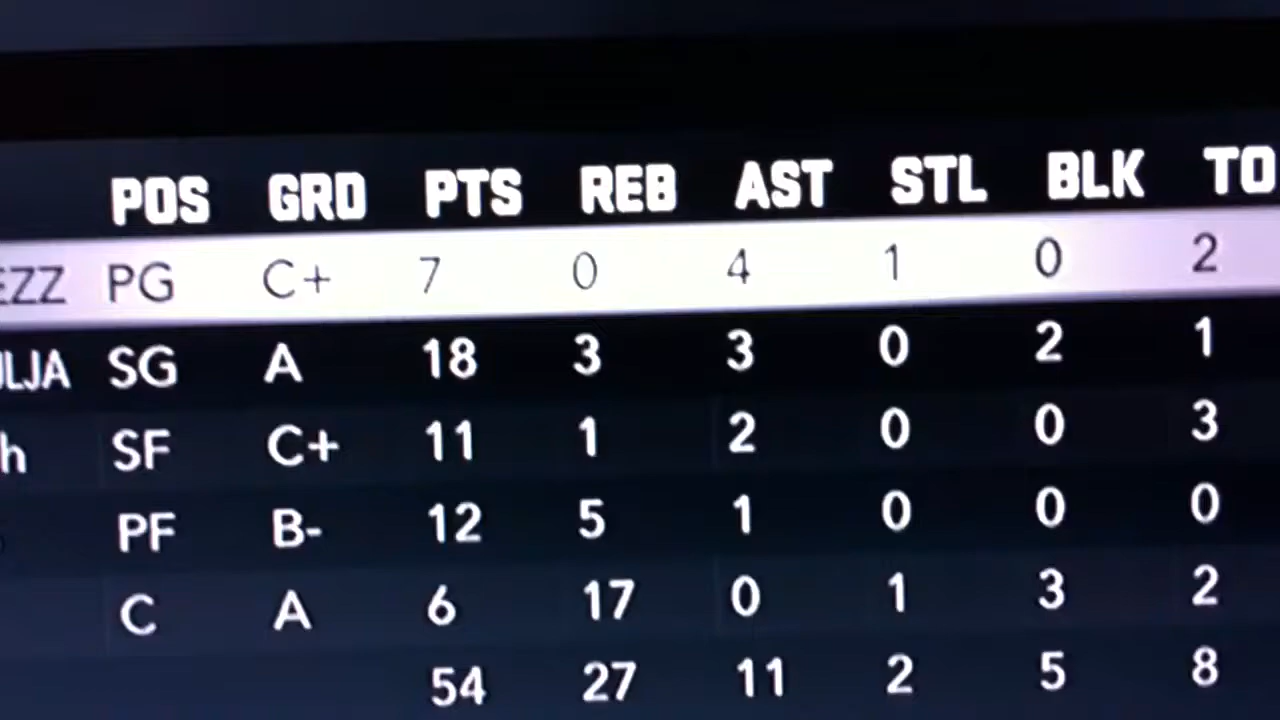 POS GRD PTS REB AST STL BLK TO
EZZ PG C+ 7 0 4 1 0 2
ULJA SG A 18 3 3 0 2 1
h SF C+ 11 1 2 0 0 3
PF B- 12 5 1 0 0 0
C A 6 17 0 1 3 2
54 27 11 2 5 8